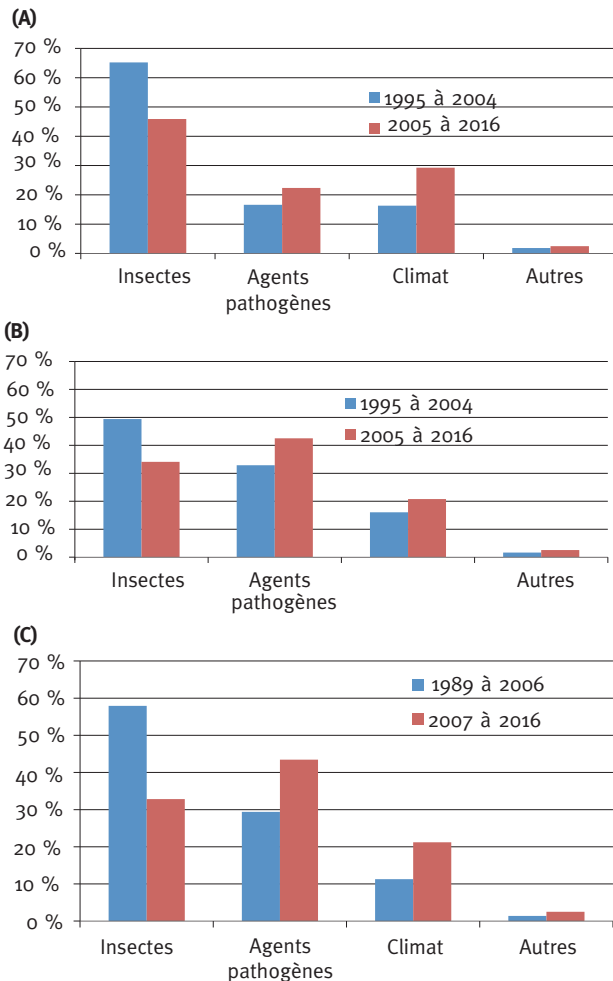 (A)
70 %
60 %
50 %
40 %
30 %
20 %
10 %
0 %
1995 à 2004
2005 à 2016
Insectes Agents pathogènes Climat Autres
(B)
70 %
60 %
50 %
40 %
30 %
20 %
10 %
0 %
1995 à 2004
2005 à 2016
Insectes Agents pathogènes Autres
(C)
70 %
60 %
50 %
40 %
30 %
20 %
10 %
0 %
1989 à 2006
2007 à 2016
Insectes Agents pathogènes Climat Autres